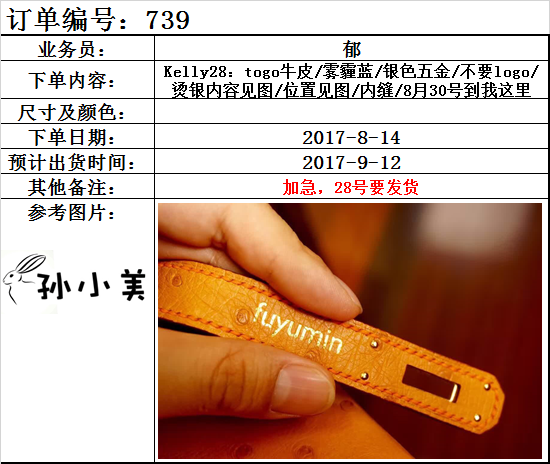 订单编号：739
业务员：
郁
下单内容：
Kelly28：togo牛皮/雾霾蓝/银色五金/不要logo/
烫银内容见图/位置见图/内缝/8月30号到我这里
尺寸及颜色：
下单日期：
2017-8-14
预计出货时间：
2017-9-12
其他备注：
加急，28号要发货
参考图片：
孙小美
fuyumin